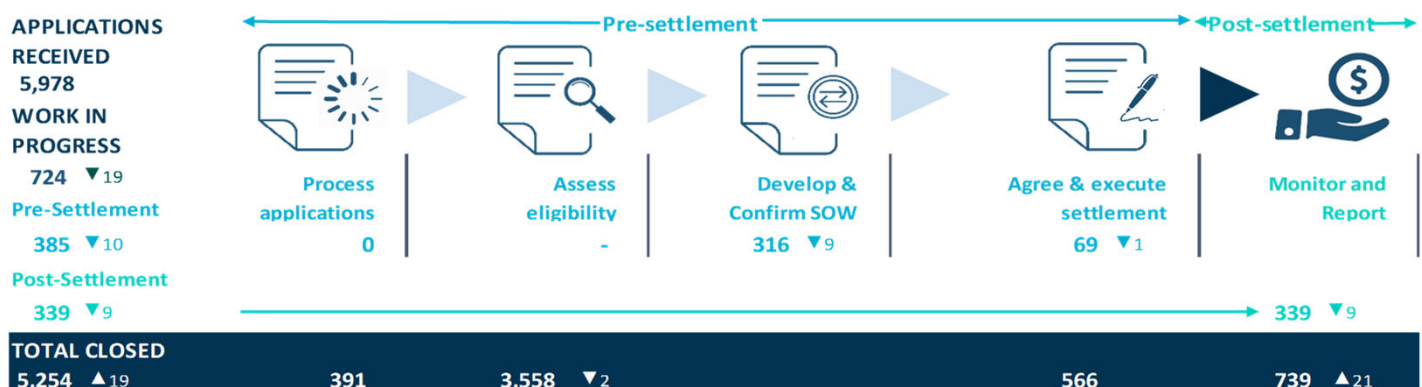 APPLICATIONS
RECEIVED
5,978
WORK IN
PROGRESS
724 ▼19
Pre-Settlement
385 ▼10
Post-Settlement
339 ▼9
Pre-settlement
Post-settlement
$
Process
applications
0
Assess
eligibility
-
Develop &
Confirm SOW
316 ▼9
Agree & execute
settlement
69 ▼1
Monitor and
Report
339 ▼9
TOTAL CLOSED
5,254 ▲19 391 3,558 ▼2 566 739 ▲21